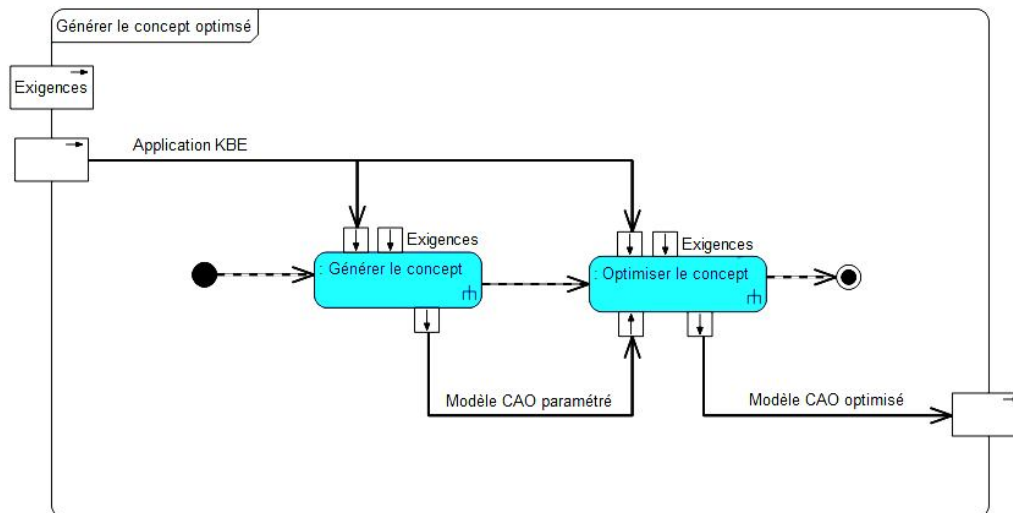 Générer le concept optimsé
Exigences
Application KBE
Exigences
Exigences
: Générer le concept
: Optimiser le concept
Modèle CAO paramétré
Modèle CAO optimisé